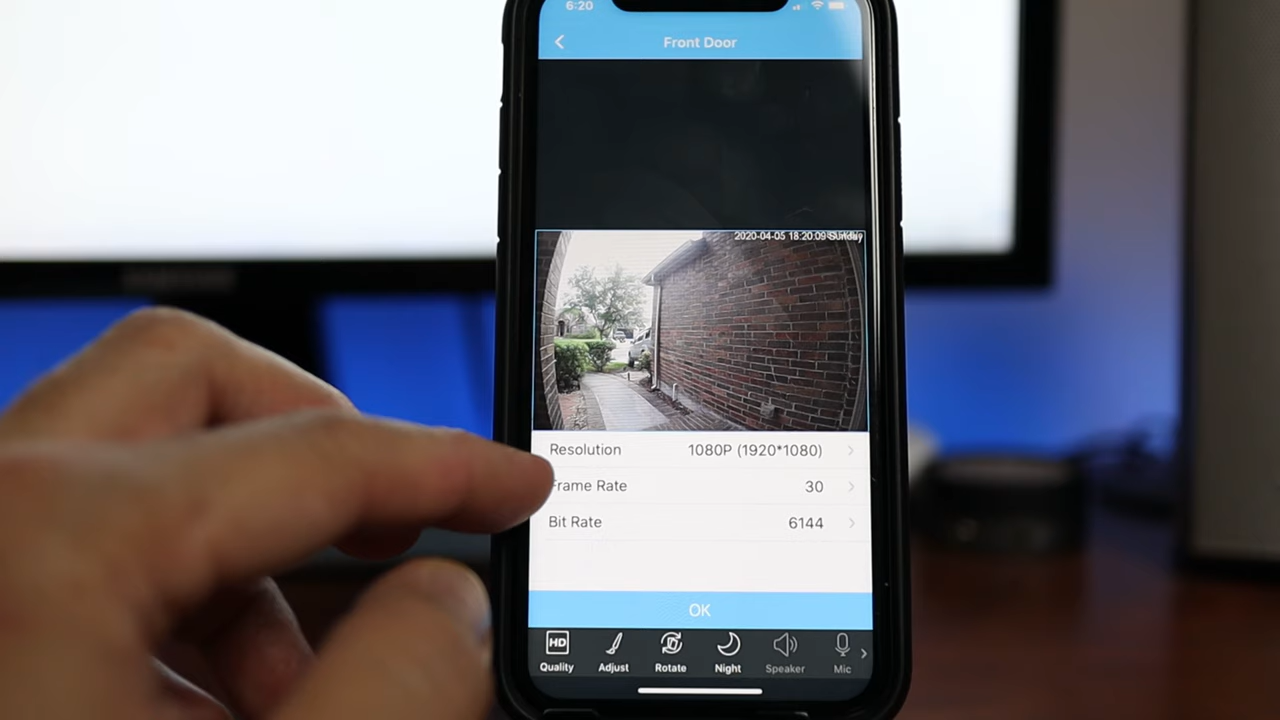 6:20
Front Door
2020-04-05 18:20:09 Sunday
Resolution 1080P (1920*1080)
Frame Rate 30
Bit Rate 6144
OK
HD
Quality Adjust Rotate Night Speaker Mic